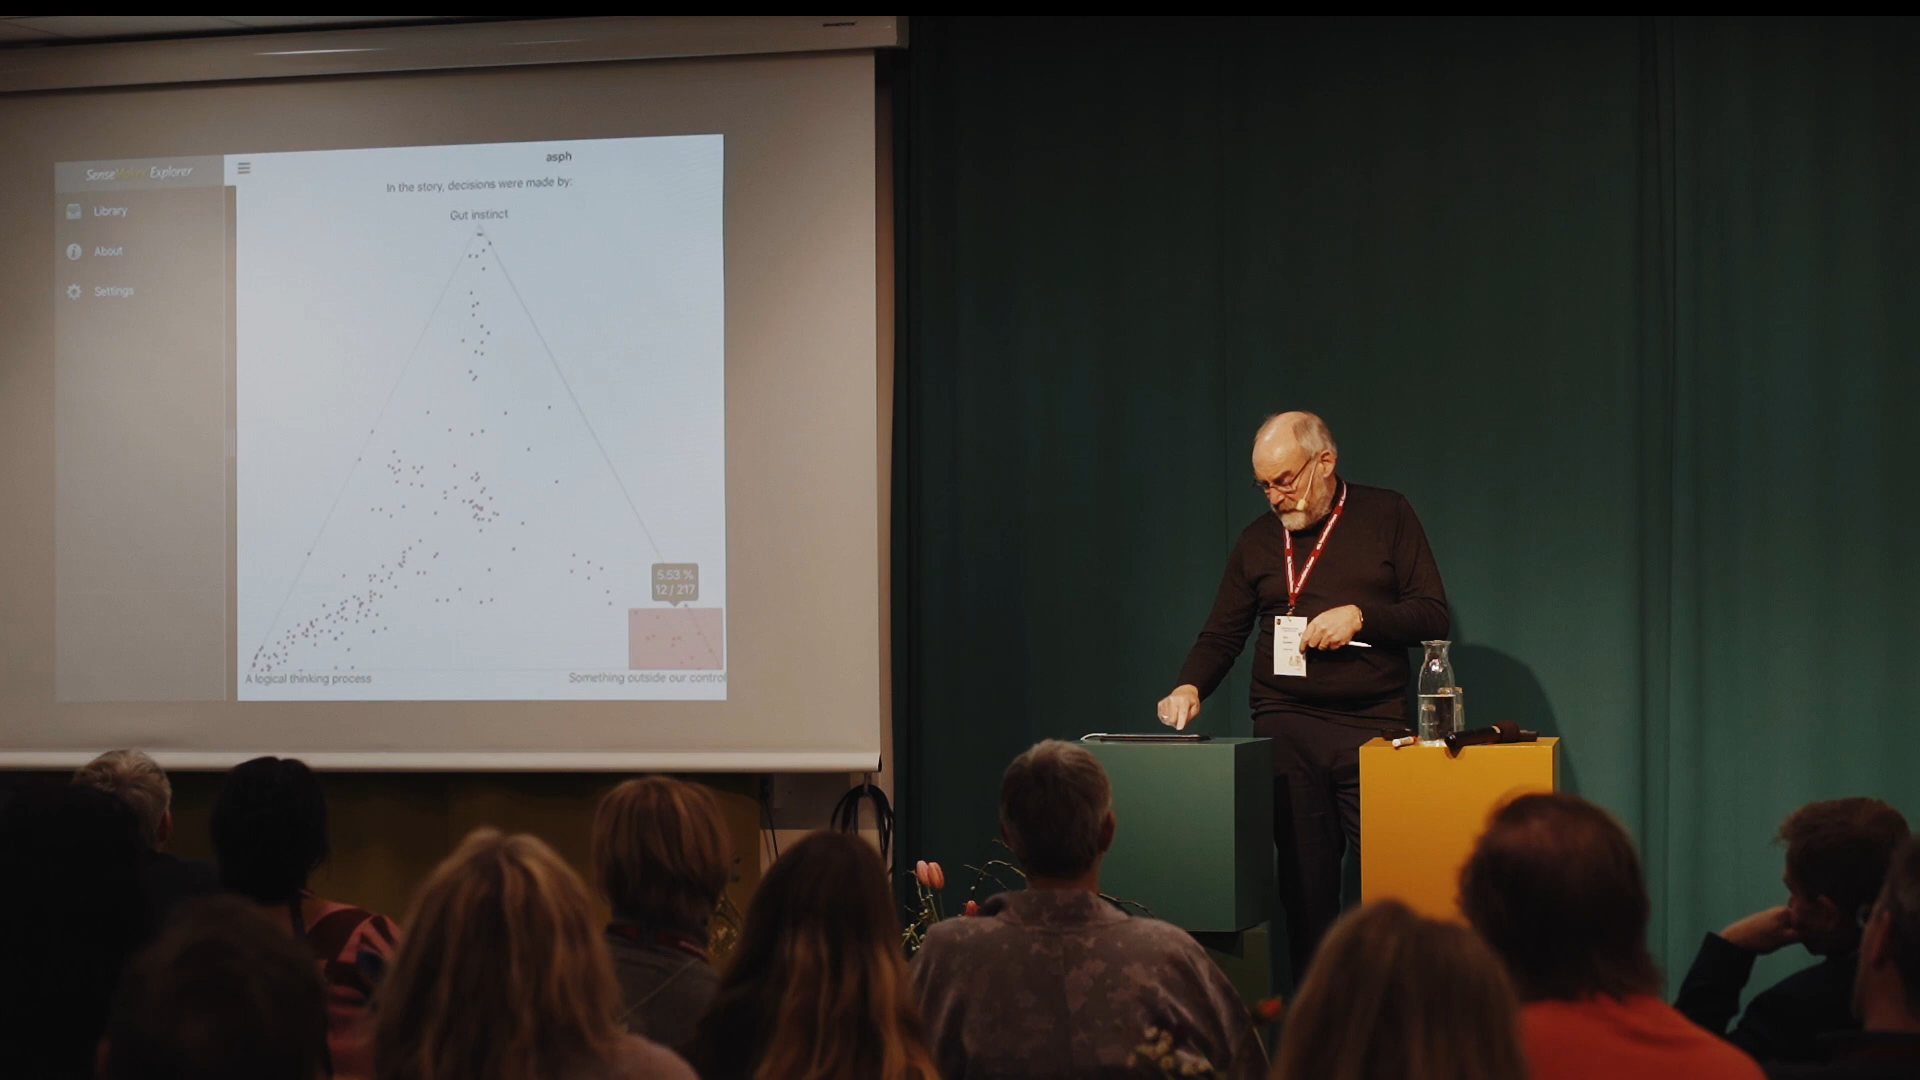 SenseMaker Explorer
Library
About
Settings
asph
In the story, decisions were made by:
Gut instinct
5.53 %
12 / 217
A logical thinking process
Something outside our control